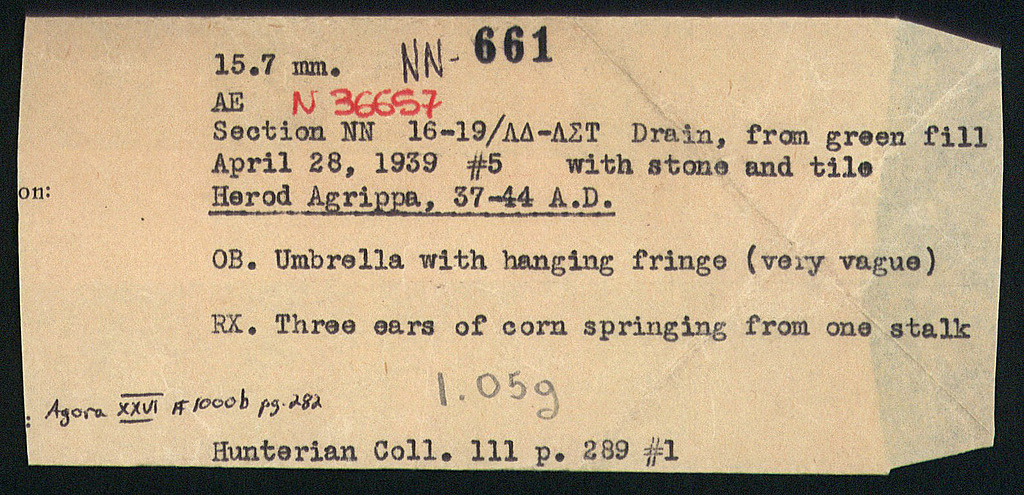 NN- 661
15.7 mm.
AE N 36657
Section NN 16-19/ΛΔ-ΛΣΤ Drain, from green fill
April 28, 1939 #5 with stone and tile
on:
Herod Agrippa, 37-44 A.D.
OB. Umbrella with hanging fringe (very vague)
RX. Three ears of corn springing from one stalk
1.05g
: Agora XXVI # 1000b pg. 282
Hunterian Coll. 111 p. 289 #1